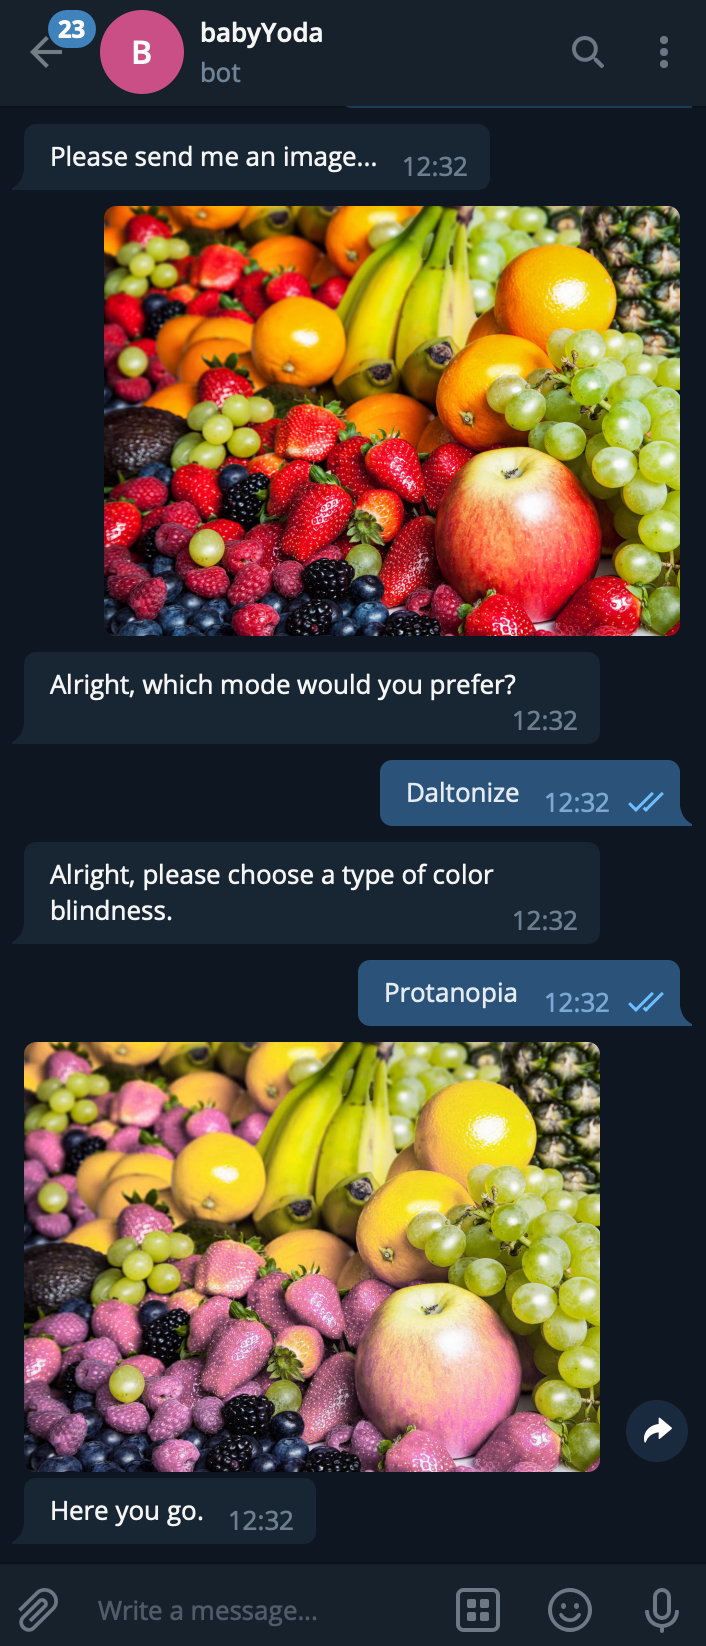 23
B
babyYoda
bot
Please send me an image... 12:32
Alright, which mode would you prefer?
12:32
Daltonize 12:32
Alright, please choose a type of color
blindness. 12:32
Protanopia 12:32
Here you go. 12:32
Write a message...